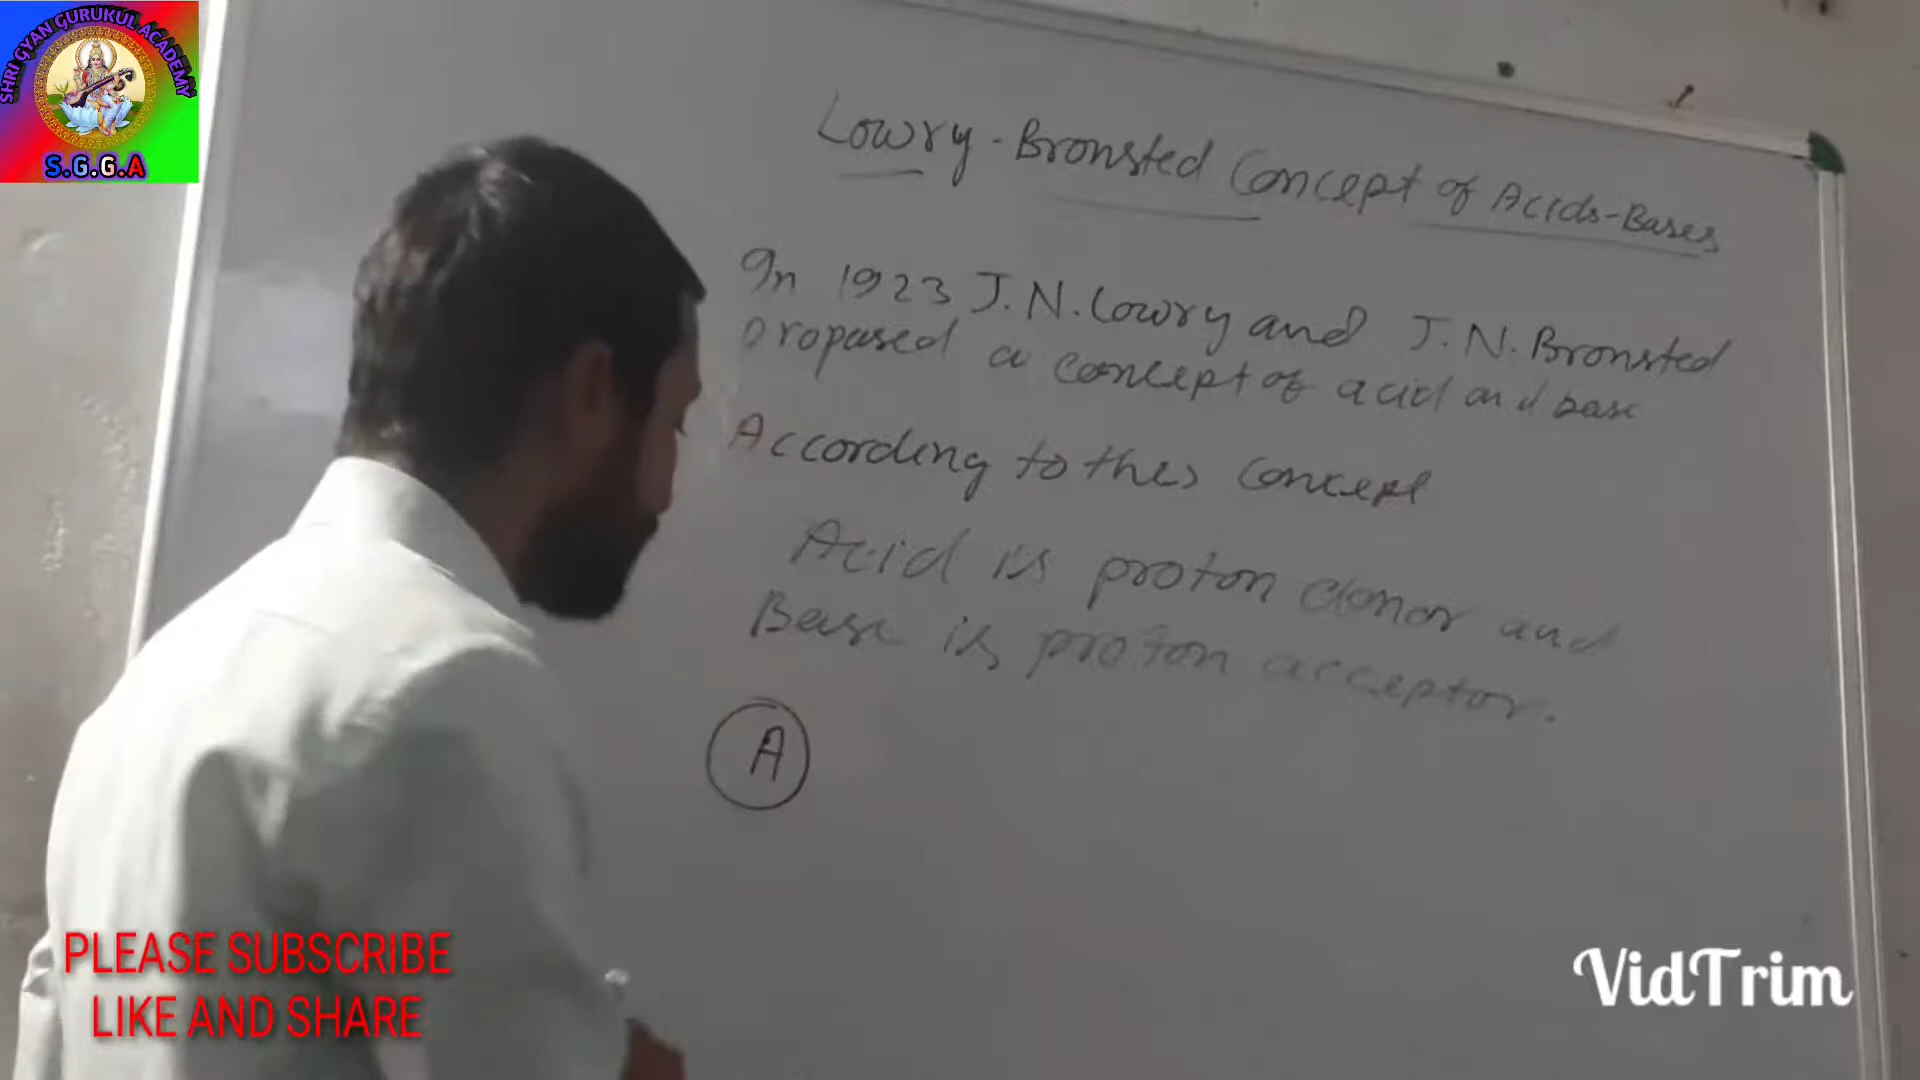 SHRI GYAN GURUKUL ACADEMY
S.G.G.A
Lowry-Bronsted Concept of Acids-Bases
In 1923 J.N.Lowry and J.N.Bronsted
Propased a concept of acid and base
According to thes concept
Acid is proton donor and
Base is proton acceptor.
A
PLEASE SUBSCRIBE
LIKE AND SHARE
VidTrim